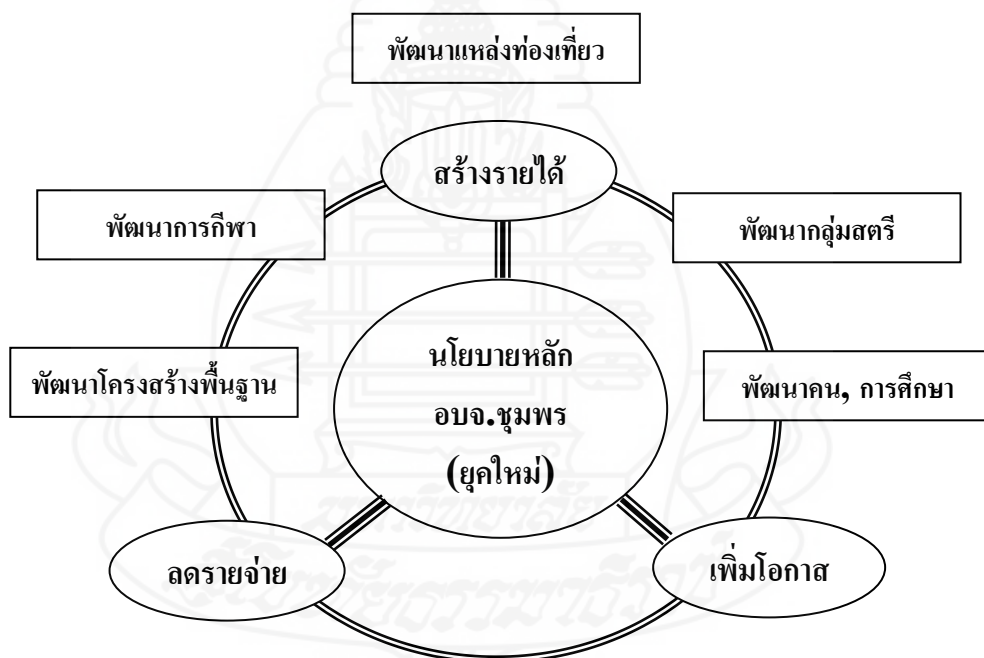 พัฒนาแหล่งท่องเที่ยว
สร้างรายได้
พัฒนาการกีฬา
พัฒนากลุ่มสตรี
นโยบายหลัก
อบจ.ชุมพร
(ยุคใหม่)
พัฒนาโครงสร้างพื้นฐาน
พัฒนาคน, การศึกษา
ลดรายจ่าย
เพิ่มโอกาส